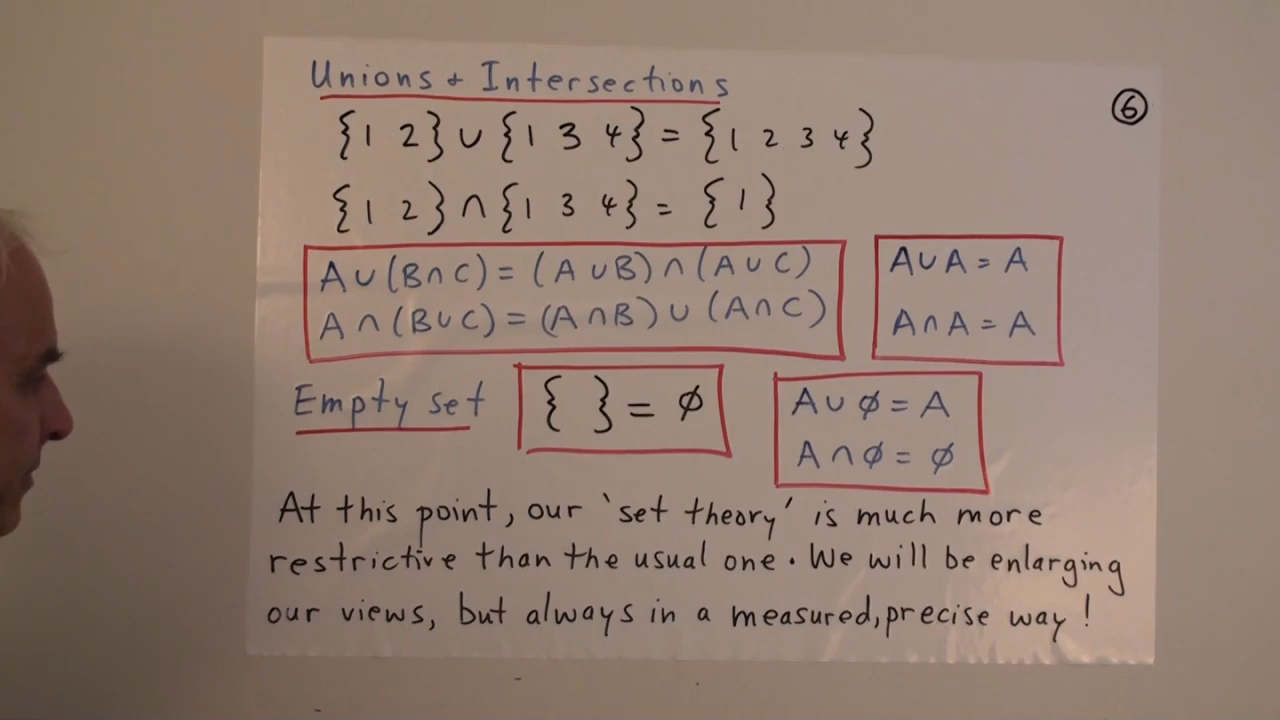 Unions + Intersections
⑥
{1 2} ∪ {1 3 4} = {1 2 3 4}
{1 2} ∩ {1 3 4} = {1}
A ∪ (B ∩ C) = (A ∪ B) ∩ (A ∪ C)
A ∩ (B ∪ C) = (A ∩ B) ∪ (A ∩ C)
A ∪ A = A
A ∩ A = A
Empty set
{ } = ∅
A ∪ ∅ = A
A ∩ ∅ = ∅
At this point, our 'set theory' is much more
restrictive than the usual one. We will be enlarging
our views, but always in a measured, precise way!